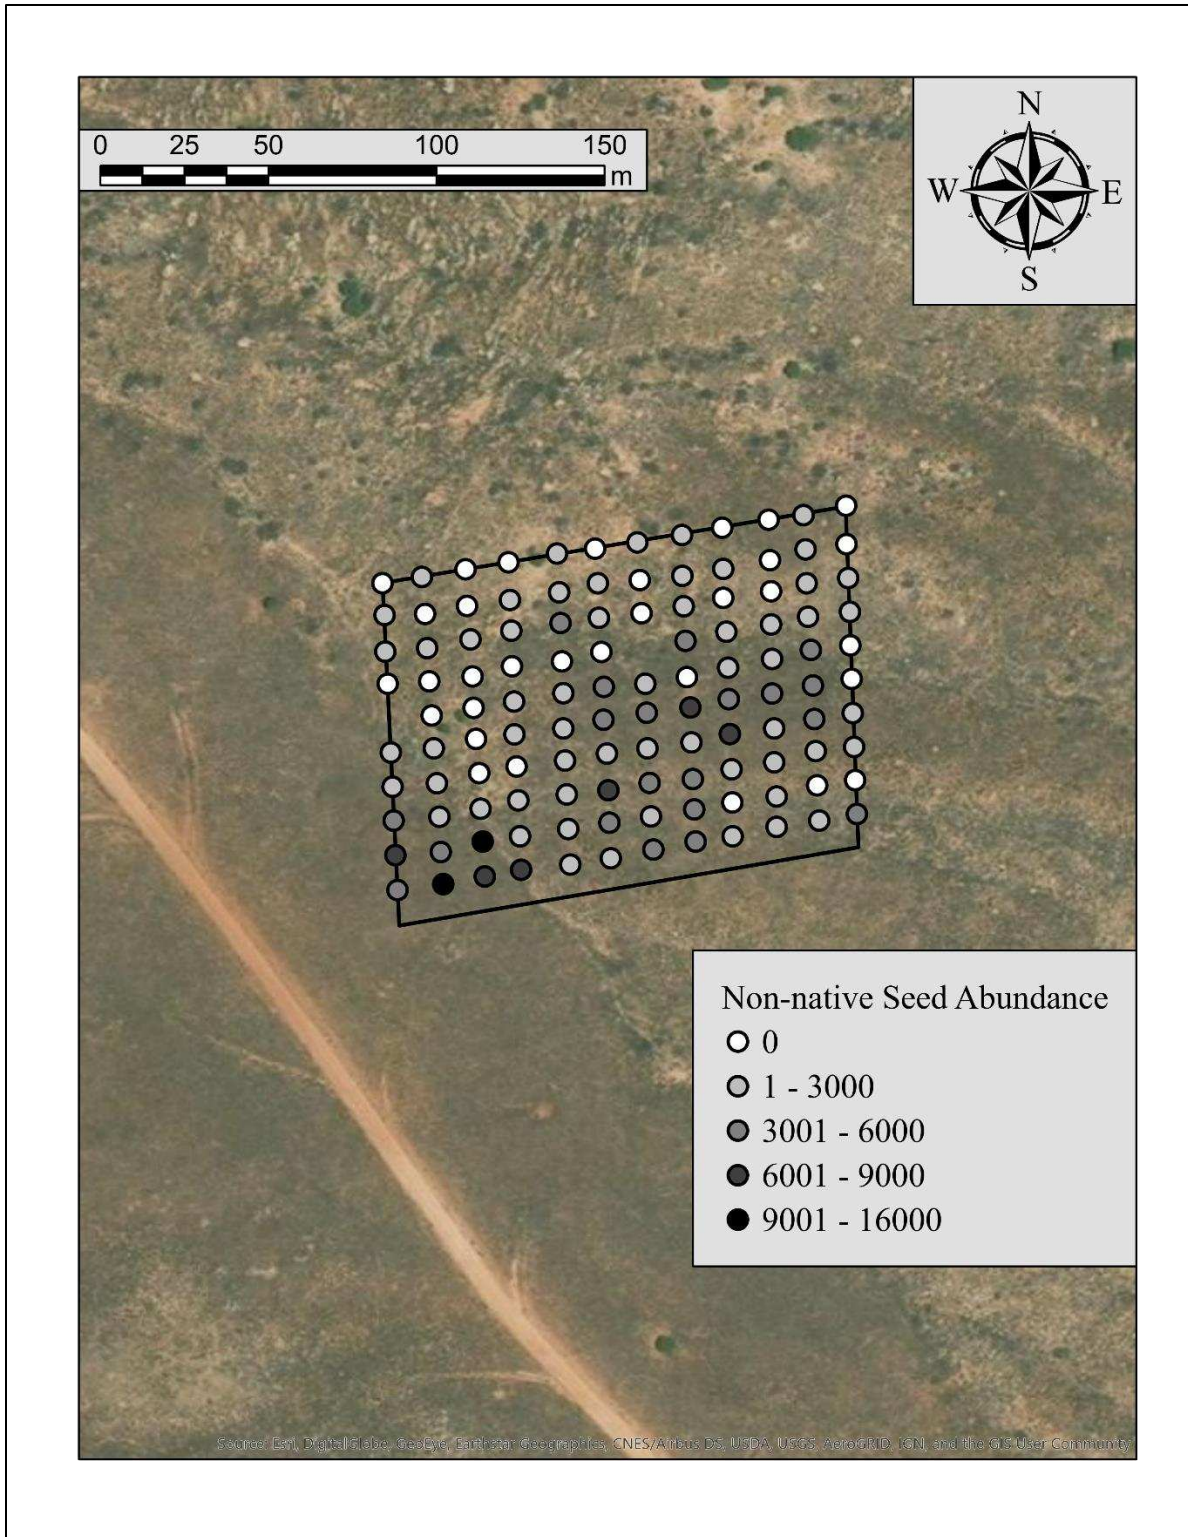 0 25 50 100 150
m
N
W E
S
Non-native Seed Abundance
0
1 - 3000
3001 - 6000
6001 - 9000
9001 - 16000
Source: Esri, DigitalGlobe, GeoEye, Earthstar Geographics, CNES/Airbus DS, USDA, USGS, AeroGRID, IGN, and the GIS User Community